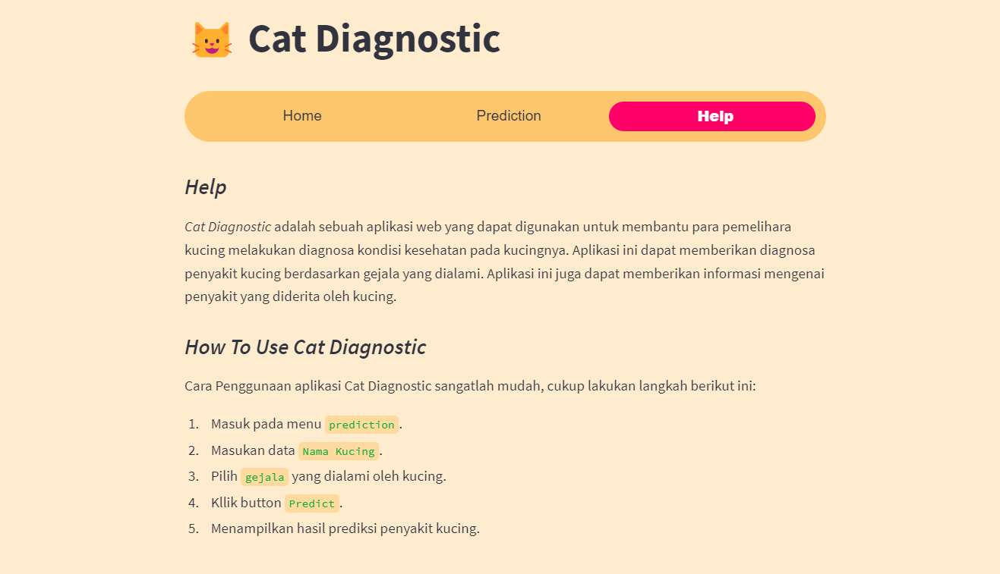 Cat Diagnostic
Home Prediction Help
Help
Cat Diagnostic adalah sebuah aplikasi web yang dapat digunakan untuk membantu para pemelihara
kucing melakukan diagnosa kondisi kesehatan pada kucingnya. Aplikasi ini dapat memberikan diagnosa
penyakit kucing berdasarkan gejala yang dialami. Aplikasi ini juga dapat memberikan informasi mengenai
penyakit yang diderita oleh kucing.
How To Use Cat Diagnostic
Cara Penggunaan aplikasi Cat Diagnostic sangatlah mudah, cukup lakukan langkah berikut ini:
1. Masuk pada menu prediction.
2. Masukan data Nama Kucing.
3. Pilih gejala yang dialami oleh kucing.
4. Kllik button Predict.
5. Menampilkan hasil prediksi penyakit kucing.